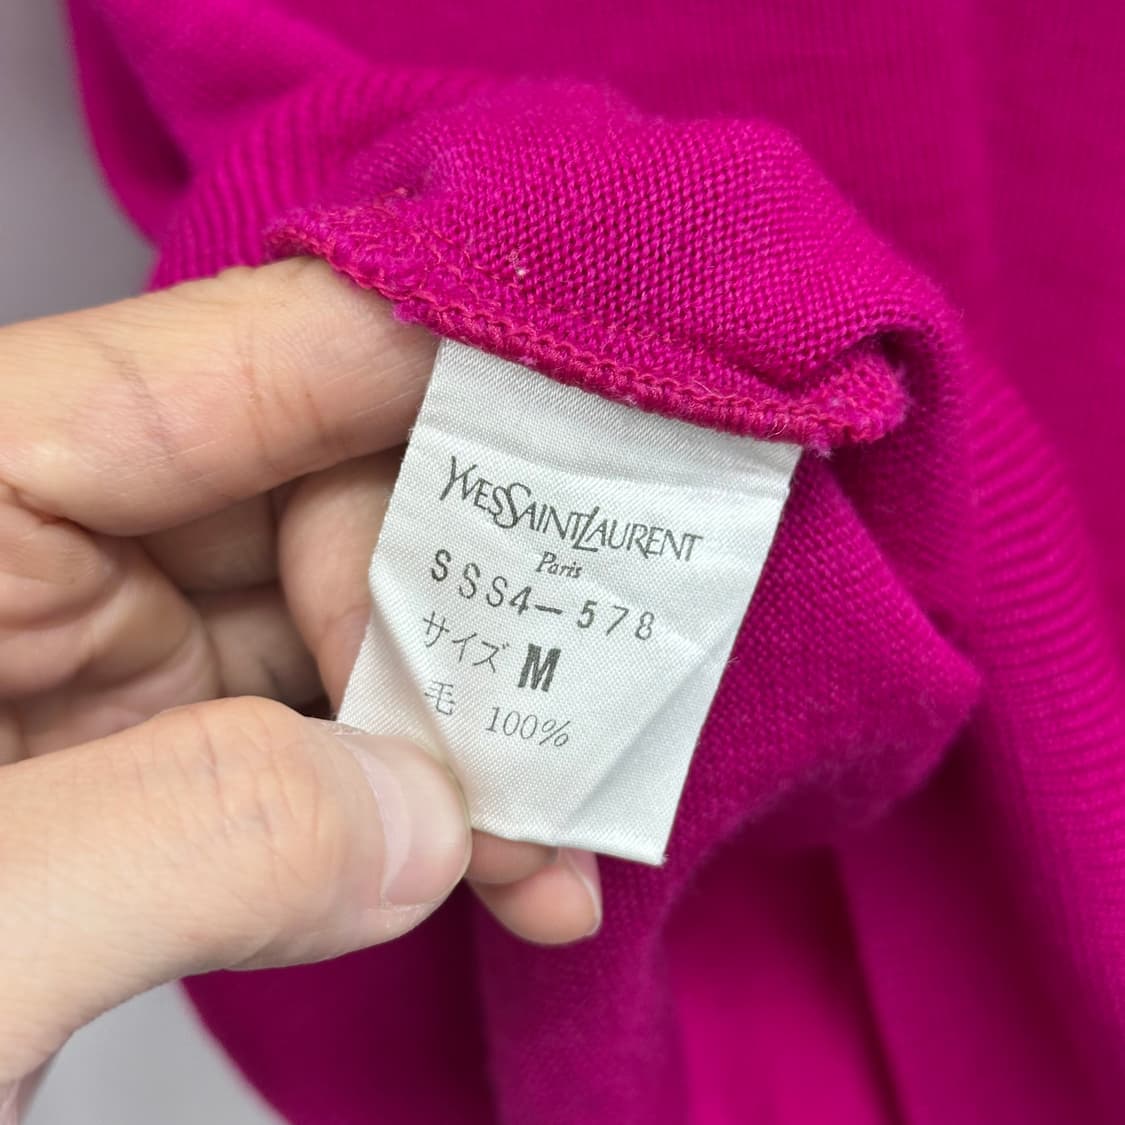 YVESSAINTLAURENT
Paris
SSS4-578
サイズ M
毛 100%